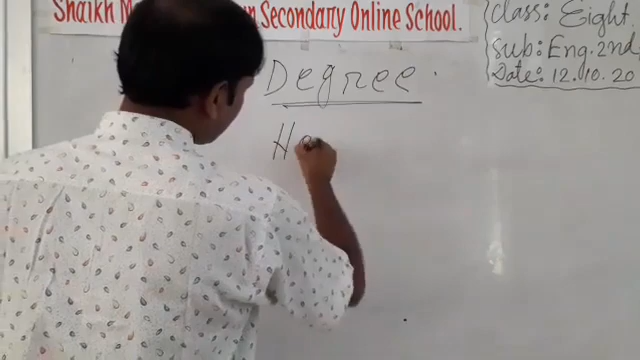 Shaikh Secondary Online School.
Class: Eight.
Sub: Eng. 2nd
Date: 12.10.20
Degree.
He